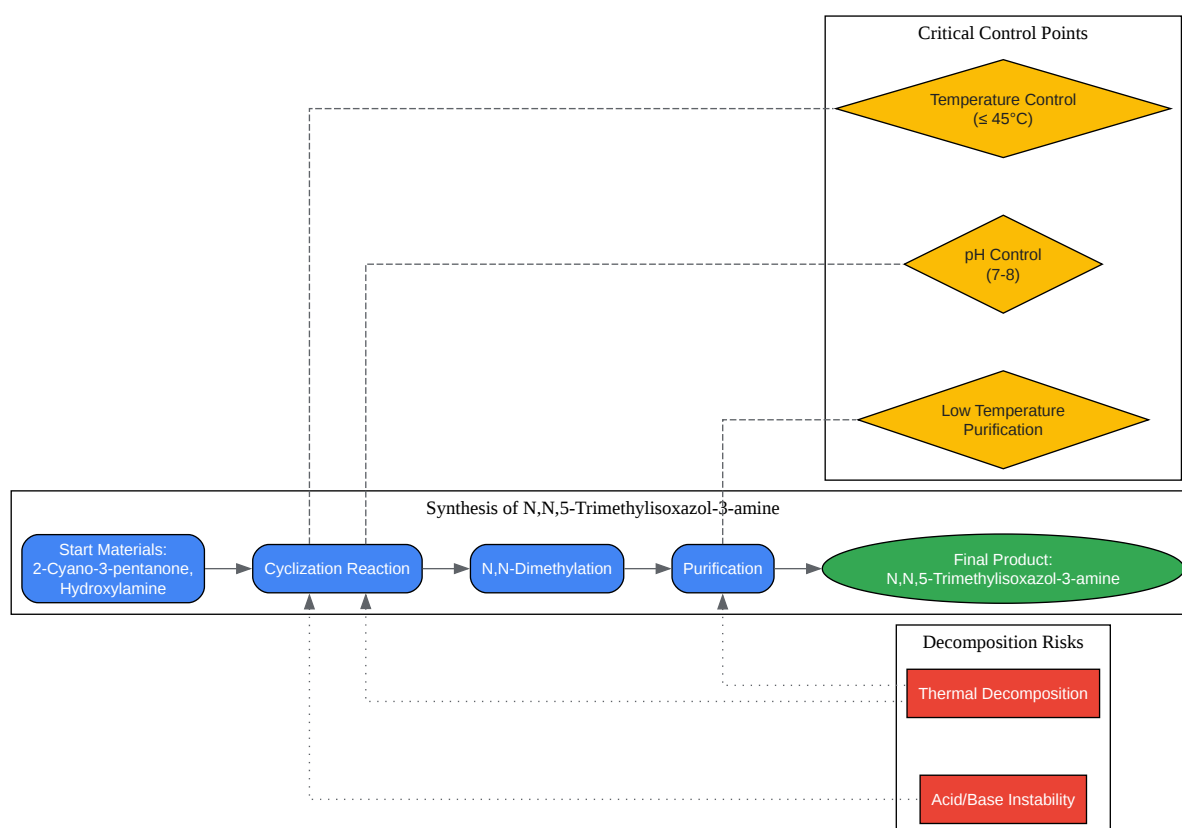 Critical Control Points
Temperature Control
(≤ 45°C)
pH Control
(7-8)
Low Temperature
Purification
Synthesis of N,N,5-Trimethylisoxazol-3-amine
Start Materials:
2-Cyano-3-pentanone,
Hydroxylamine
Cyclization Reaction
N,N-Dimethylation
Purification
Final Product:
N,N,5-Trimethylisoxazol-3-amine
Decomposition Risks
Thermal Decomposition
Acid/Base Instability